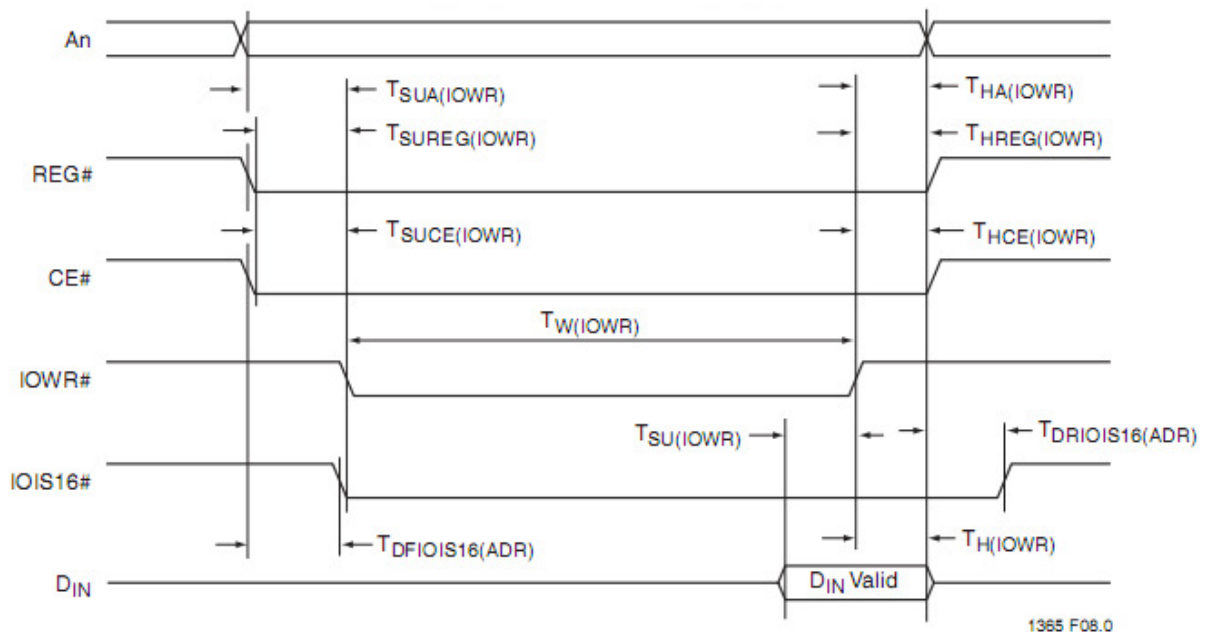 An
TSUA(IOWR)
THA(IOWR)
TSUREG(IOWR)
THREG(IOWR)
REG#
TSUCE(IOWR)
THCE(IOWR)
CE#
TW(IOWR)
IOWR#
TSU(IOWR)
TDRIOIS16(ADR)
IOIS16#
TDFIOIS16(ADR)
TH(IOWR)
DIN
DIN Valid
1365 F08.0